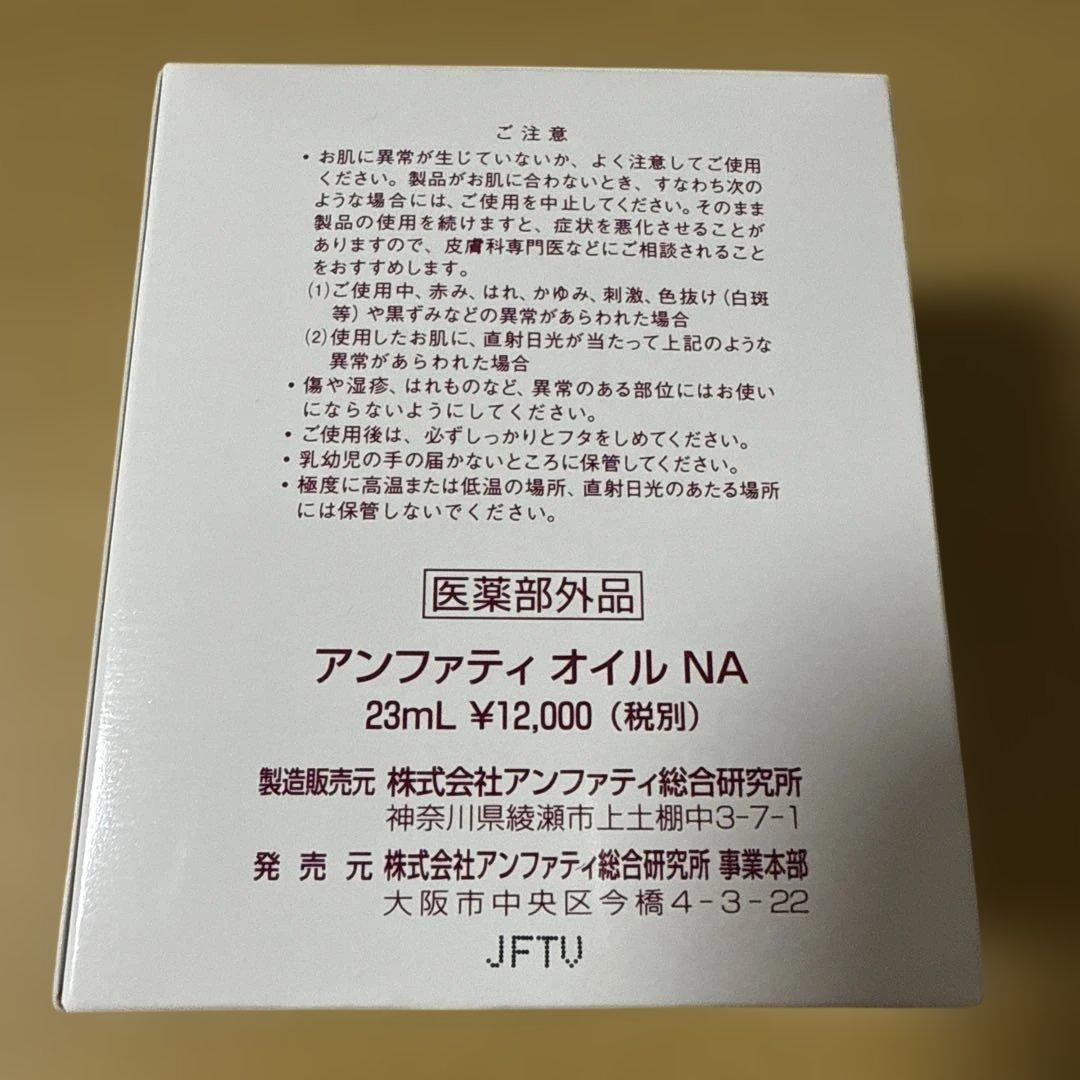 ご注意
・お肌に異常が生じていないか、よく注意してご使用
ください。製品がお肌に合わないとき、すなわち次の
ような場合には、ご使用を中止してください。そのまま
製品の使用を続けますと、症状を悪化させることが
ありますので、皮膚科専門医などにご相談されること
をおすすめします。
(1)ご使用中、赤み、はれ、かゆみ、刺激、色抜け(白斑
等)や黒ずみなどの異常があらわれた場合
(2)使用したお肌に、直射日光が当たって上記のような
異常があらわれた場合
・傷や湿疹、はれものなど、異常のある部位にはお使い
にならないようにしてください。
・ご使用後は、必ずしっかりとフタをしめてください。
・乳幼児の手の届かないところに保管してください。
・極度に高温または低温の場所、直射日光のあたる場所
には保管しないでください。
医薬部外品
アンファティ オイル NA
23mL ¥12,000(税別)
製造販売元 株式会社アンファティ総合研究所
神奈川県綾瀬市上土棚中3-7-1
発売元 株式会社アンファティ総合研究所 事業本部
大阪市中央区今橋4-3-22
JFTV